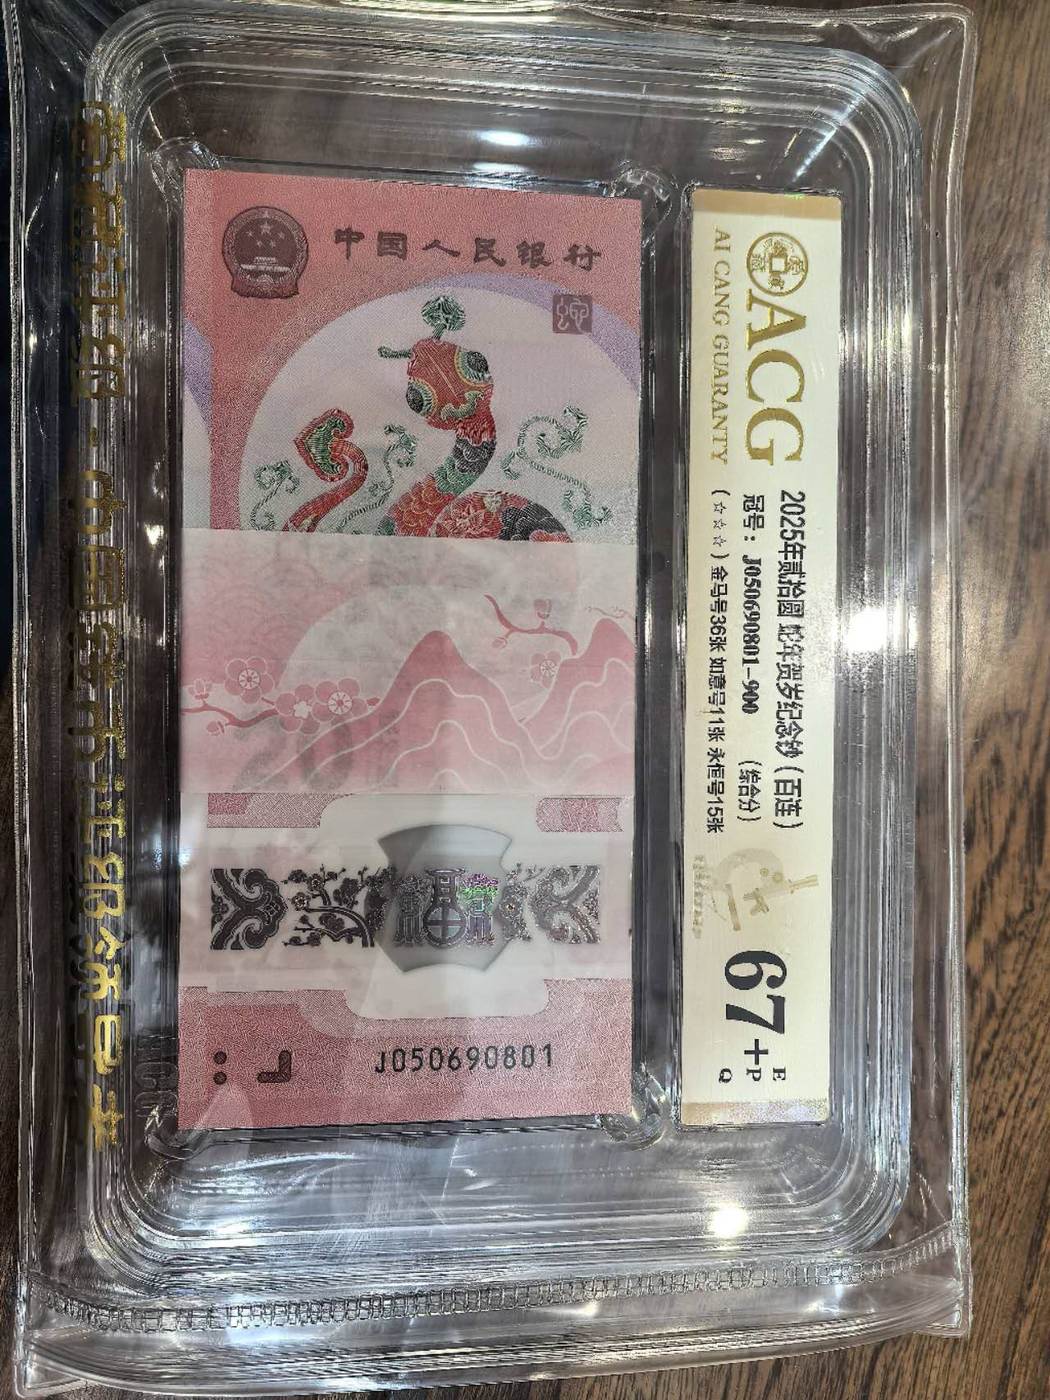 中国人民银行
J050690801
ACG
AI CANG GUARANTY
2025年贰拾圆 蛇年贺岁纪念钞（百连）
冠号：J050690801-900 （综合分）
（☆☆☆）金马号36张 如意号11张 永恒号15张
67+
E
P
Q